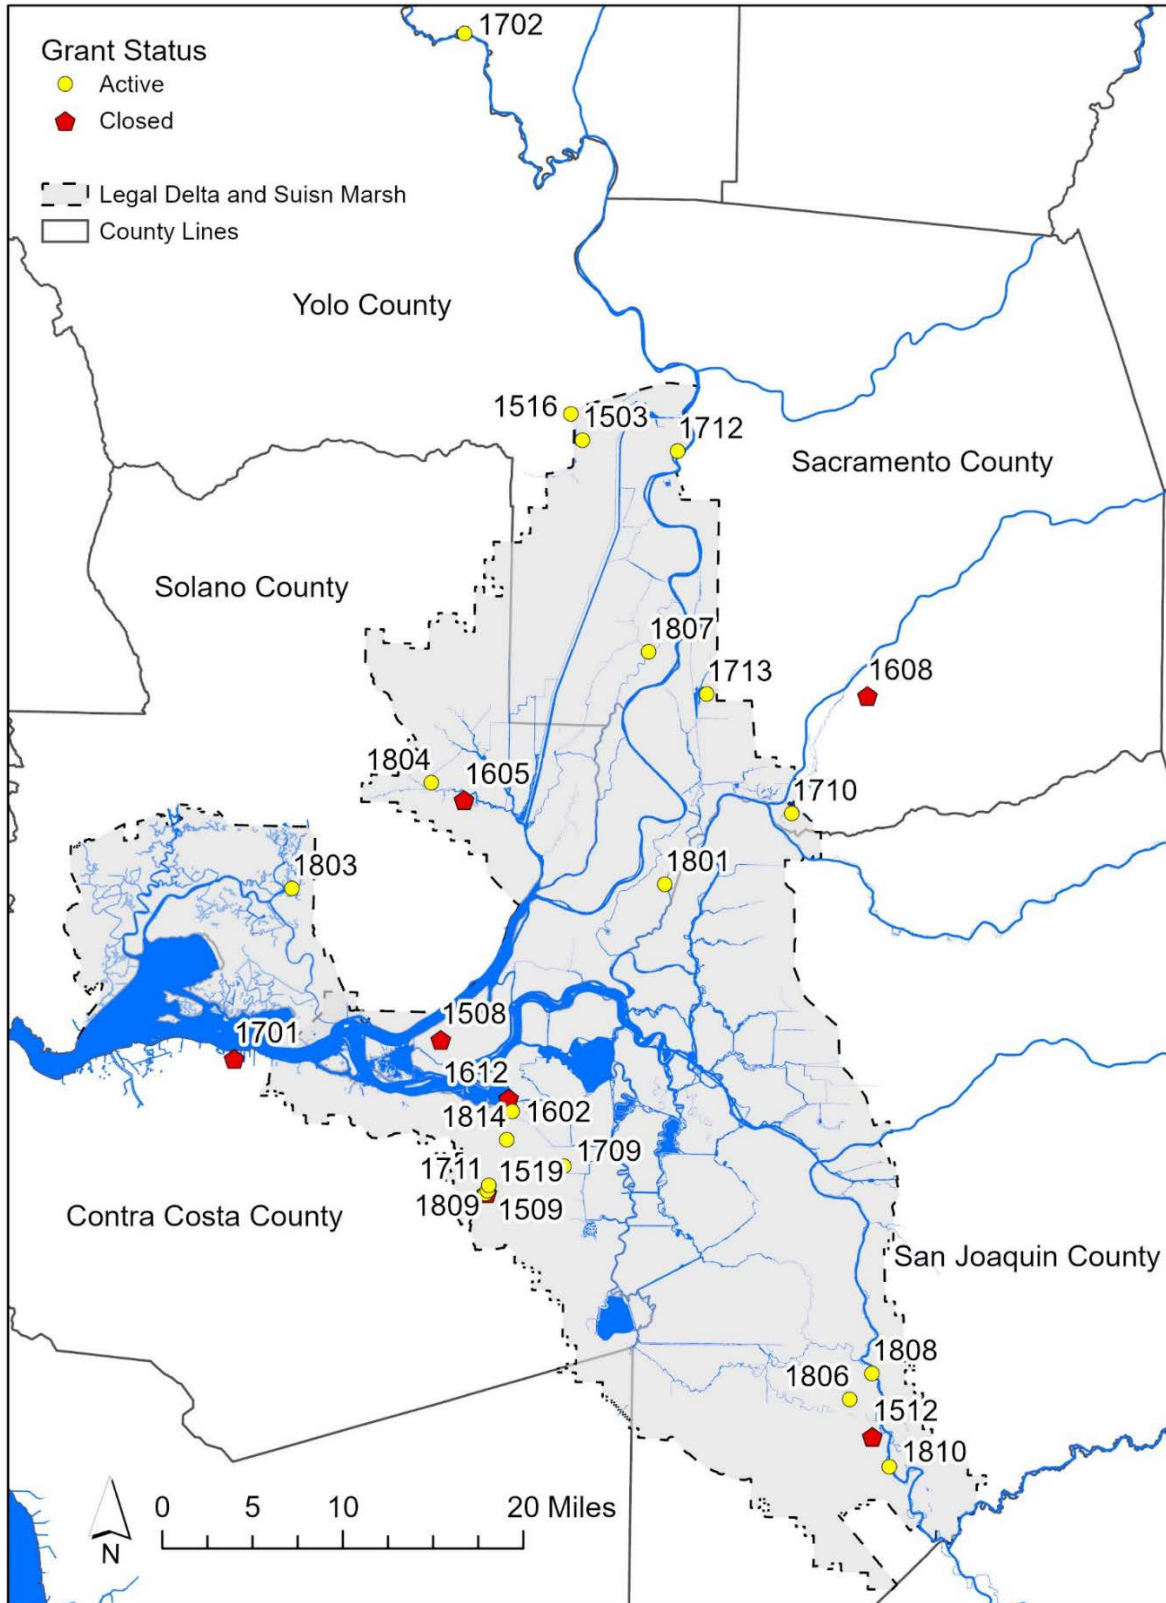 1702
Grant Status
Active
Closed
Legal Delta and Suisn Marsh
County Lines
Yolo County
1516
1503
1712
Sacramento County
Solano County
1807
1713
1608
1804
1605
1710
1803
1801
1508
1701
1612
1814
1602
1709
1711
1519
1809
1509
Contra Costa County
San Joaquin County
1808
1806
1512
1810
0 5 10 20 Miles
N